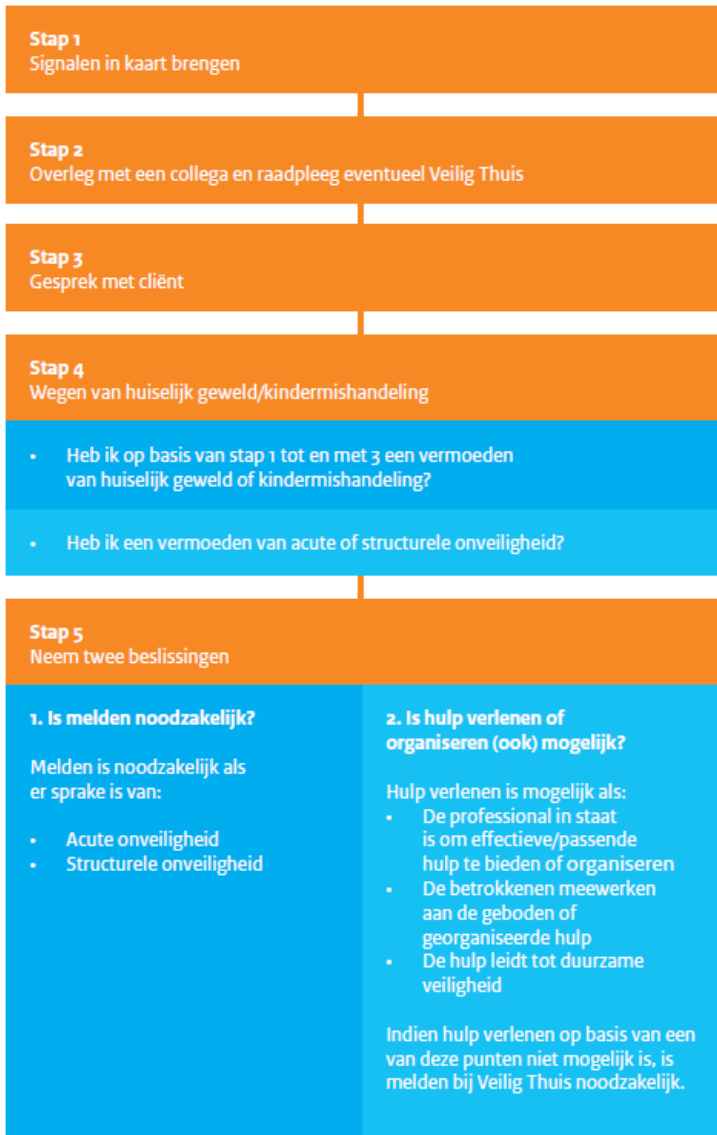 Stap 1
Signalen in kaart brengen
Stap 2
Overleg met een collega en raadpleeg eventueel Veilig Thuis
Stap 3
Gesprek met cliënt
Stap 4
Wegen van huiselijk geweld/kindermishandeling
• Heb ik op basis van stap 1 tot en met 3 een vermoeden
van huiselijk geweld of kindermishandeling?
• Heb ik een vermoeden van acute of structurele onveiligheid?
Stap 5
Neem twee beslissingen
1. Is melden noodzakelijk?
Melden is noodzakelijk als
er sprake is van:
• Acute onveiligheid
• Structurele onveiligheid
2. Is hulp verlenen of
organiseren (ook) mogelijk?
Hulp verlenen is mogelijk als:
• De professional in staat
is om effectieve/passende
hulp te bieden of organiseren
• De betrokkenen meewerken
aan de geboden of
georganiseerde hulp
• De hulp leidt tot duurzame
veiligheid
Indien hulp verlenen op basis van een
van deze punten niet mogelijk is, is
melden bij Veilig Thuis noodzakelijk.